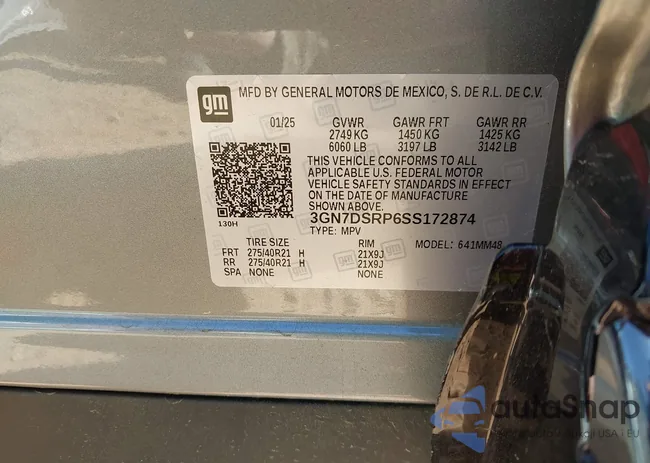 gm
MFD BY GENERAL MOTORS DE MEXICO, S. DE R.L. DE C.V.
01/25 GVWR GAWR FRT GAWR RR
2749 KG 1450 KG 1425 KG
6060 LB 3197 LB 3142 LB
THIS VEHICLE CONFORMS TO ALL
APPLICABLE U.S. FEDERAL MOTOR
VEHICLE SAFETY STANDARDS IN EFFECT
ON THE DATE OF MANUFACTURE
SHOWN ABOVE.
130H
3GN7DSRP6SS172874
TYPE: MPV MODEL: 641MM48
TIRE SIZE RIM
FRT 275/40R21 H 21X9J
RR 275/40R21 H 21X9J
SPA NONE NONE
autoSnap
USA i EU